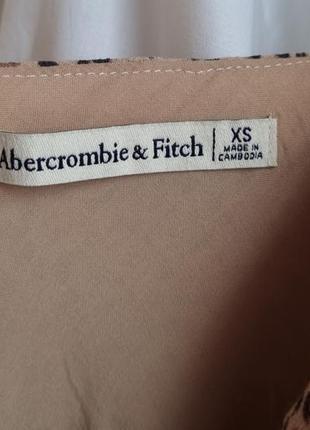 Abercrombie & Fitch
XS
MADE IN
CAMBODIA